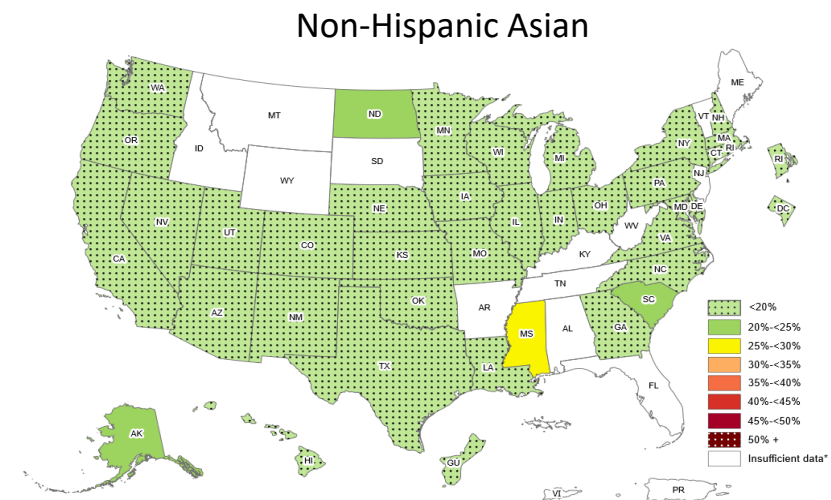 Non-Hispanic Asian
WA
OR
ID
MT
ND
MN
SD
WY
WI
MI
NY
VT
NH
ME
MA
CT
RI
RI
NV
UT
CO
NE
IA
IL
IN
OH
PA
NJ
MD
DE
DC
CA
AZ
NM
KS
MO
KY
WV
VA
NC
TN
OK
AR
MS
AL
GA
SC
TX
LA
FL
AK
HI
GU
VI
PR
<20%
20%-<25%
25%-<30%
30%-<35%
35%-<40%
40%-<45%
45%-<50%
50% +
Insufficient data*